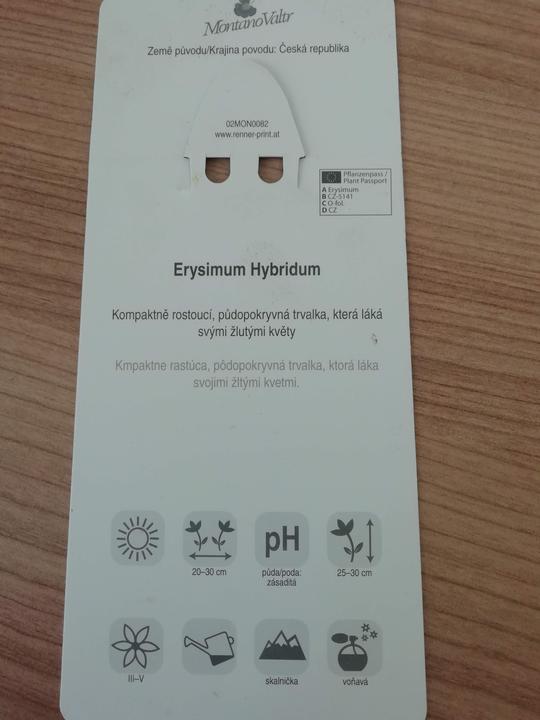 MontanoValtr
Země původu/Krajina povodu: Česká republika
02MON0082
www.renner-print.at
Pflanzenpass /
Plant Passport
A Erysimum
B CZ-5141
C O-fol.
D CZ
Erysimum Hybridum
Kompaktně rostoucí, půdopokryvná trvalka, která láká
svými žlutými květy
Kmpaktne rastúca, pôdopokryvná trvalka, ktorá láka
svojimi žltými kvetmi.
pH
20–30 cm
půda/poda:
zásaditá
25–30 cm
III–V
skalnička
voňavá